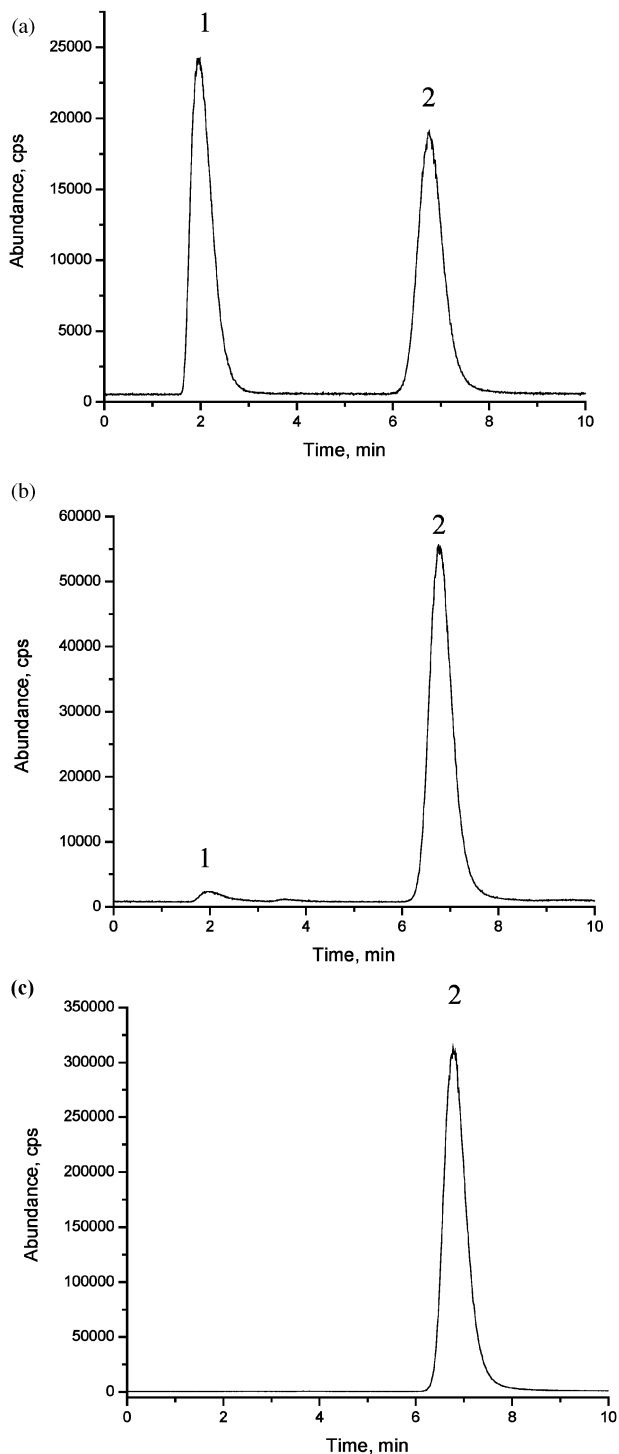 (a)
1
2
25000
20000
15000
10000
5000
0
Abundance, cps
0 2 4 6 8 10
Time, min
(b)
60000
2
50000
40000
30000
20000
10000
0
Abundance, cps
1
0 2 4 6 8 10
Time, min
(c)
2
350000
300000
250000
200000
150000
100000
50000
0
Abundance, cps
0 2 4 6 8 10
Time, min